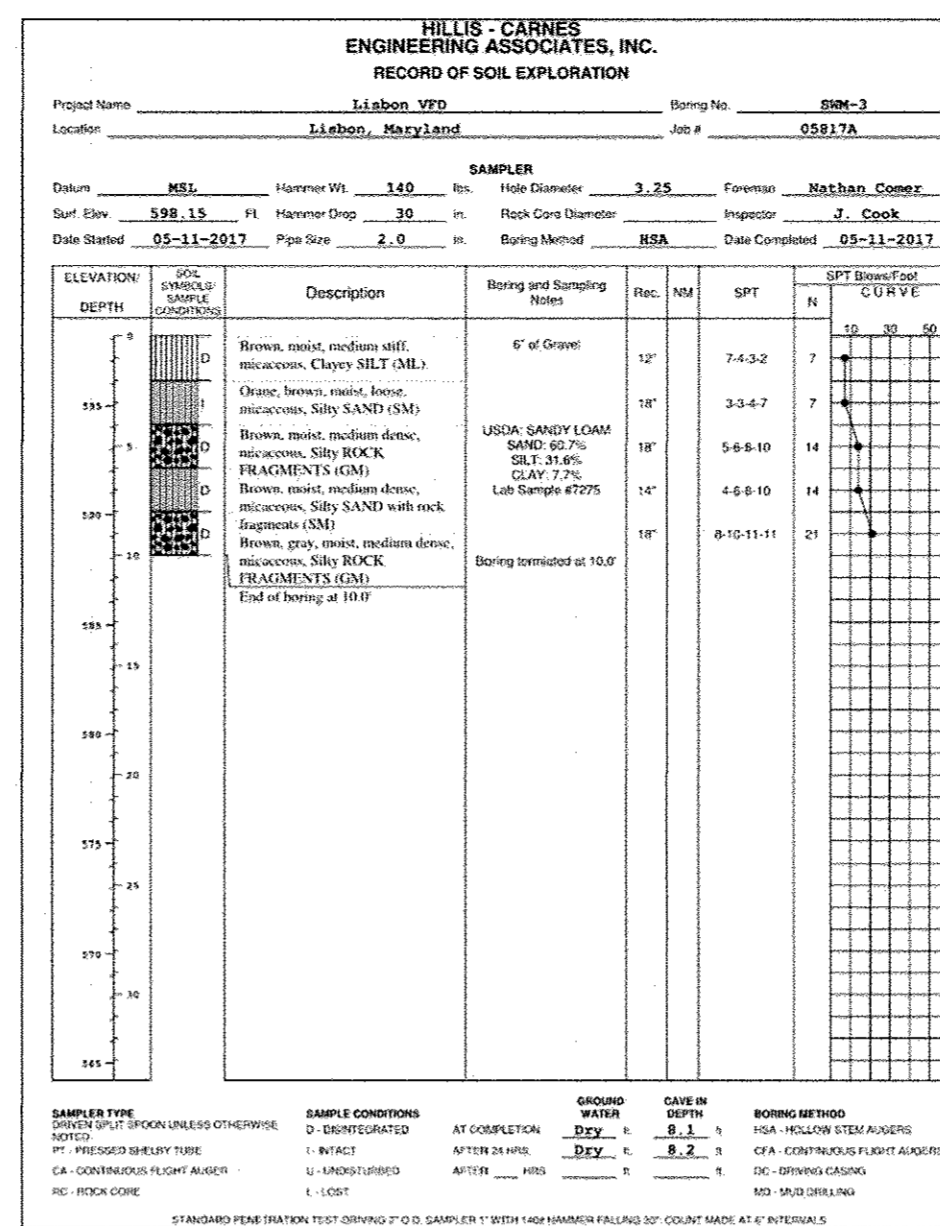 HILLIS - CARNES
ENGINEERING ASSOCIATES, INC.
RECORD OF SOIL EXPLORATION
Project Name Lisbon VFD Boring No. SWM-3
Location Lisbon, Maryland Job # 05817A
SAMPLER
Datum MSL Hammer Wt. 140 lbs. Hole Diameter 3.25 Foreman Nathan Comer
Surf. Elev. 598.15 Ft. Hammer Drop 30 in. Rock Core Diameter Inspector J. Cook
Date Started 05-11-2017 Pipe Size 2.0 in. Boring Method HSA Date Completed 05-11-2017
ELEVATION/ DEPTH
SOIL SYMBOLS/ SAMPLE CONDITIONS
Description
Boring and Sampling Notes
Rec. NM SPT
SPT Blows/Foot
N CURVE
10 30 50
0
Brown, moist, medium stiff, micaceous, Clayey SILT (ML)
D
6" of Gravel
12" 7-4-3-2 7
595
Orane, brown, moist, loose, micaceous, Silty SAND (SM)
I
18" 3-3-4-7 7
5
Brown, moist, medium dense, micaceous, Silty ROCK FRAGMENTS (GM)
D
USDA: SANDY LOAM
SAND: 60.7%
SILT: 31.6%
CLAY: 7.7%
Lab Sample #7275
18" 5-6-8-10 14
Brown, moist, medium dense, micaceous, Silty SAND with rock fragments (SM)
D
14" 4-6-8-10 14
590
Brown, gray, moist, medium dense, micaceous, Silty ROCK FRAGMENTS (GM)
D
18" 8-10-11-11 21
10
Boring termiated at 10.0'
End of boring at 10.0'
585
15
580
20
575
25
570
30
565
SAMPLER TYPE
DRIVEN SPLIT SPOON UNLESS OTHERWISE NOTED
PT - PRESSED SHELBY TUBE
CA - CONTINUOUS FLIGHT AUGER
RC - ROCK CORE
SAMPLE CONDITIONS
D - DISINTEGRATED
I - INTACT
U - UNDISTURBED
L - LOST
GROUND WATER CAVE IN DEPTH
AT COMPLETION Dry ft. 8.1 ft.
AFTER 24 HRS. Dry ft. 8.2 ft.
AFTER HRS ft. ft.
BORING METHOD
HSA - HOLLOW STEM AUGERS
CFA - CONTINUOUS FLIGHT AUGERS
DC - DRIVING CASING
MD - MUD DRILLING
STANDARD PENETRATION TEST-DRIVING 2" O.D. SAMPLER 1' WITH 140# HAMMER FALLING 30": COUNT MADE AT 6" INTERVALS